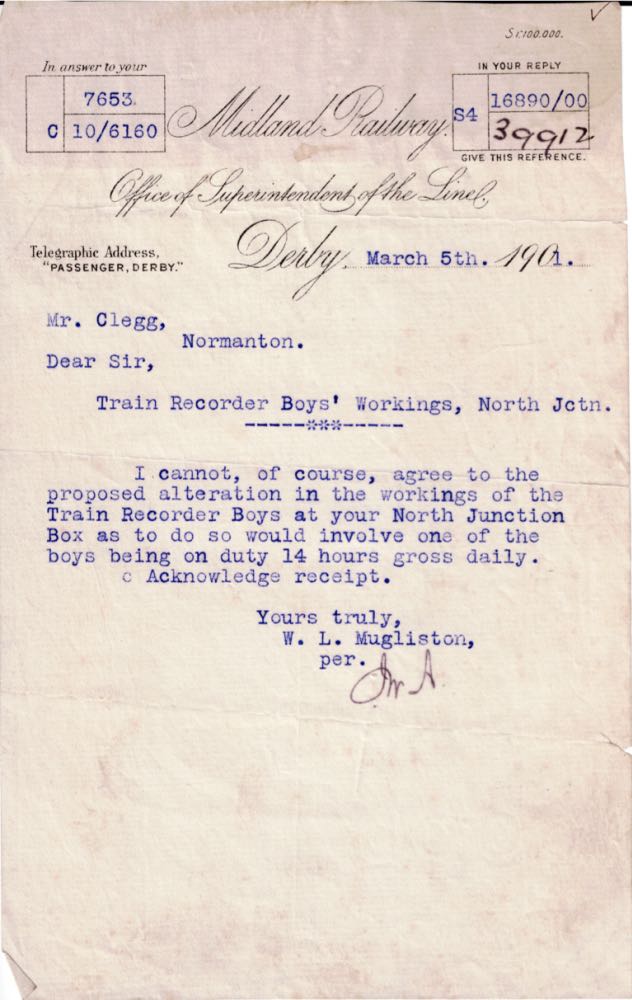 S 1:100.000.
In answer to your
7653.
C 10/6160
IN YOUR REPLY
S4 16890/00
39912
GIVE THIS REFERENCE.
Midland Railway.
Office of Superintendent of the Line.
Telegraphic Address,
"PASSENGER, DERBY."
Derby, March 5th. 1901.
Mr. Clegg,
Normanton.
Dear Sir,
Train Recorder Boys' Workings, North Jctn.
-----***-----
I cannot, of course, agree to the
proposed alteration in the workings of the
Train Recorder Boys at your North Junction
Box as to do so would involve one of the
boys being on duty 14 hours gross daily.
c Acknowledge receipt.
Yours truly,
W. L. Mugliston,
per.